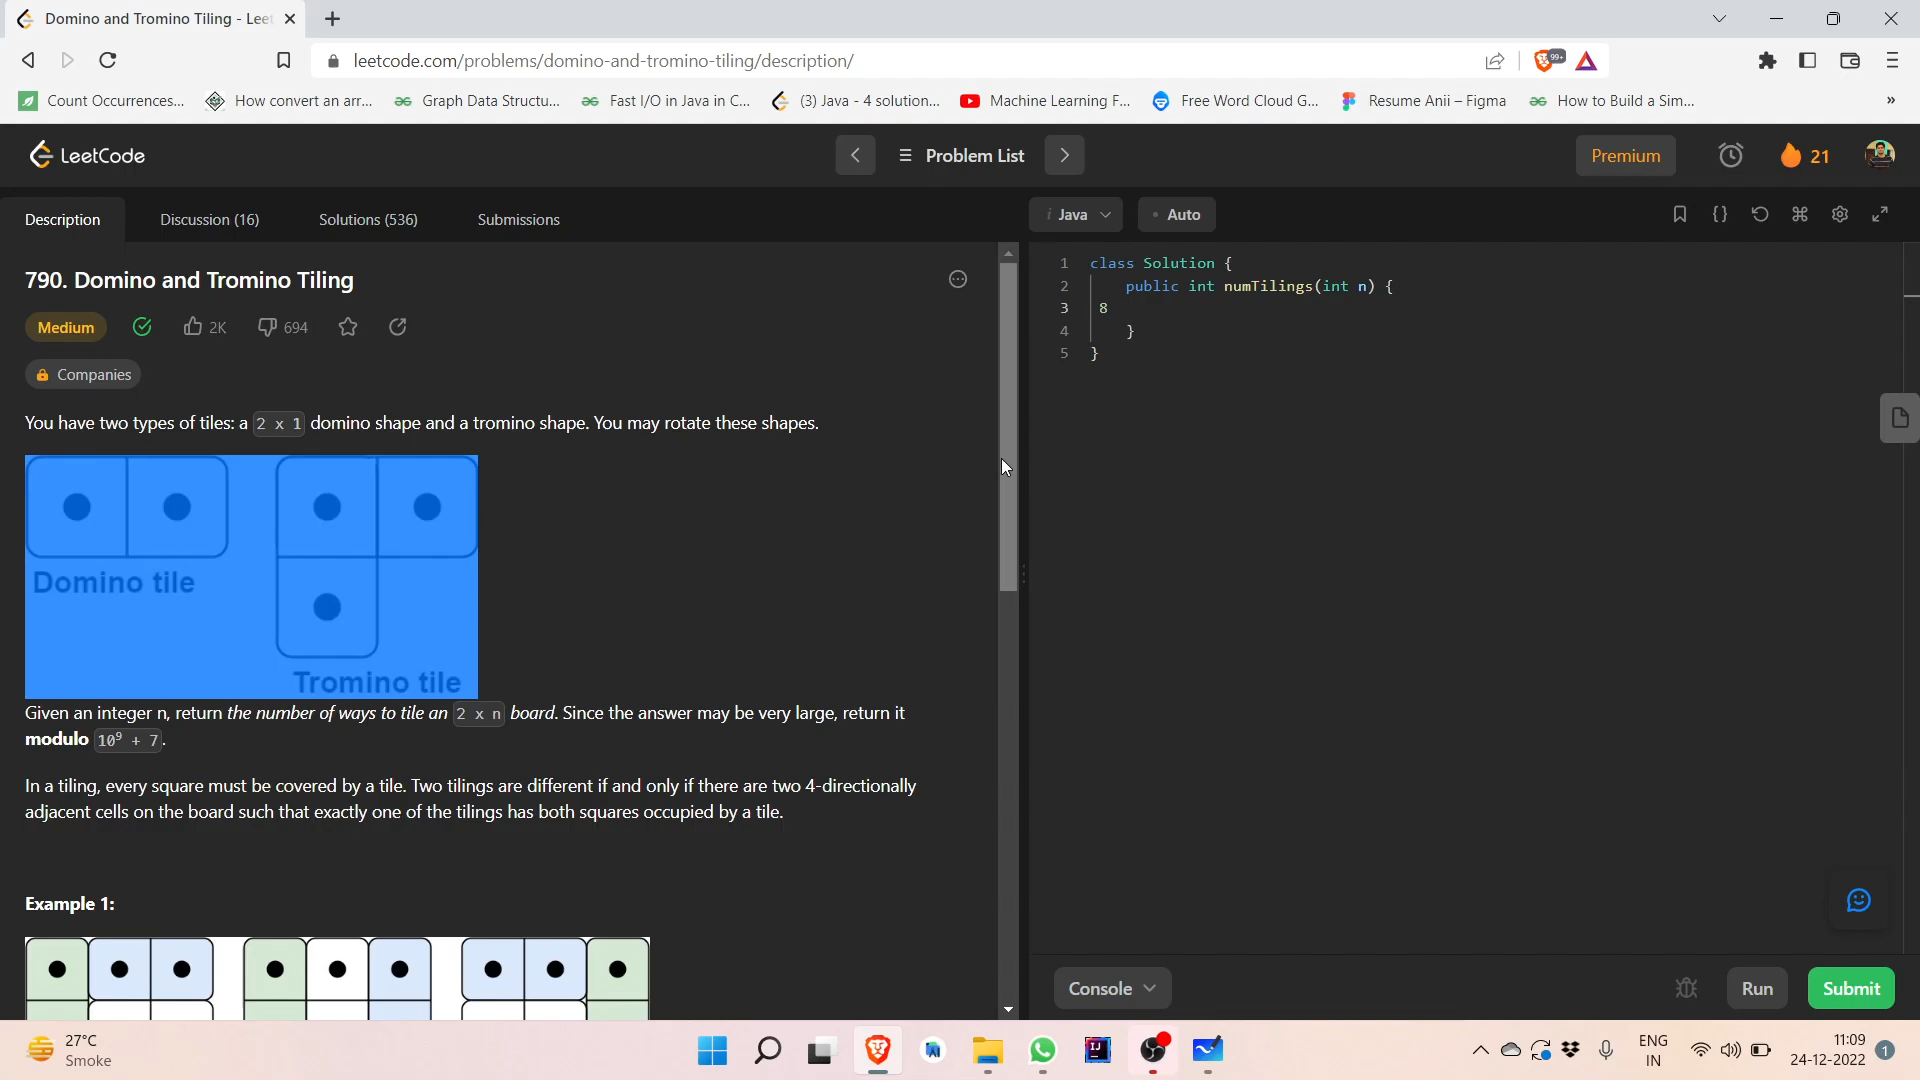 Domino and Tromino Tiling - Leet
leetcode.com/problems/domino-and-tromino-tiling/description/
99+
Count Occurrences...
How convert an arr...
Graph Data Structu...
Fast I/O in Java in C...
(3) Java - 4 solution...
Machine Learning F...
Free Word Cloud G...
Resume Anii – Figma
How to Build a Sim...
»
LeetCode
Problem List
Premium
21
Description
Discussion (16)
Solutions (536)
Submissions
i Java
• Auto
{}
790. Domino and Tromino Tiling
Medium
2K
694
Companies
You have two types of tiles: a 2 x 1 domino shape and a tromino shape. You may rotate these shapes.
Domino tile
Tromino tile
Given an integer n, return the number of ways to tile an 2 x n board. Since the answer may be very large, return it
modulo 10⁹ + 7.
In a tiling, every square must be covered by a tile. Two tilings are different if and only if there are two 4-directionally
adjacent cells on the board such that exactly one of the tilings has both squares occupied by a tile.
Example 1:
1 class Solution {
2 public int numTilings(int n) {
3 8
4 }
5 }
Console
Run
Submit
27°C
Smoke
IJ
ENG
IN
11:09
24-12-2022
1